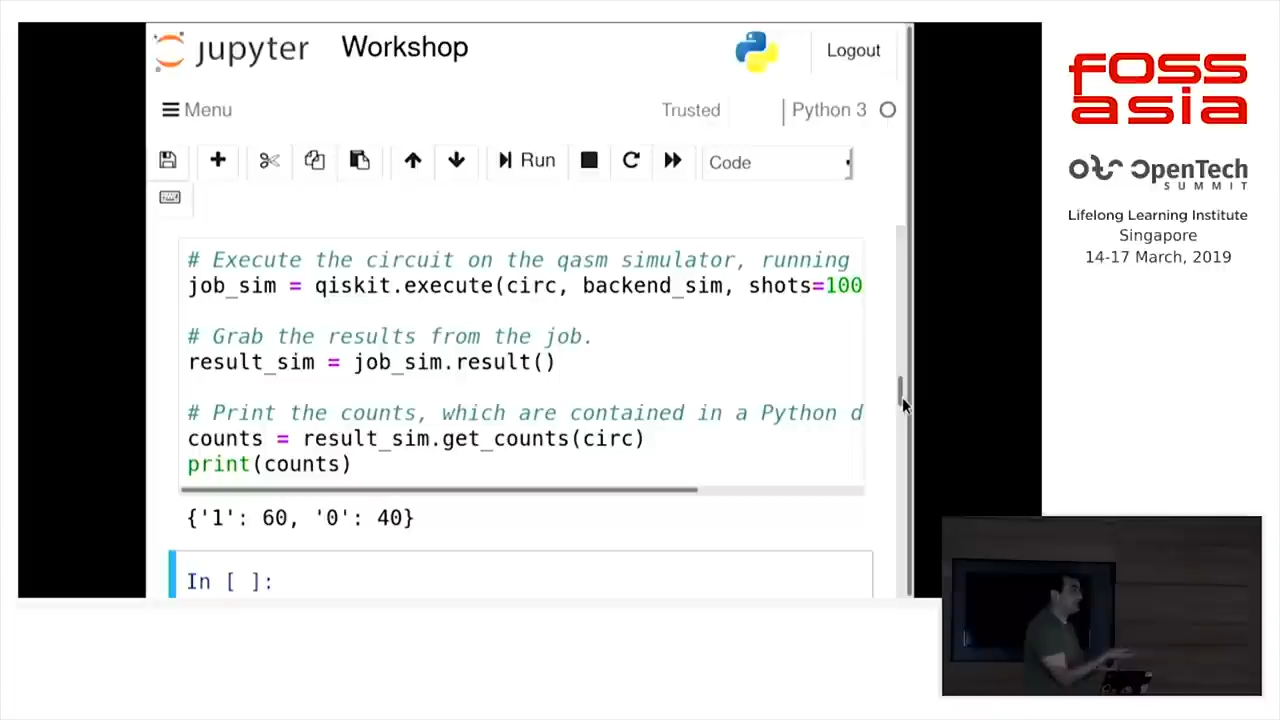 jupyter Workshop
Logout
Menu
Trusted
Python 3
Run
Code
# Execute the circuit on the qasm simulator, running
job_sim = qiskit.execute(circ, backend_sim, shots=100
# Grab the results from the job.
result_sim = job_sim.result()
# Print the counts, which are contained in a Python d
counts = result_sim.get_counts(circ)
print(counts)
{'1': 60, '0': 40}
In [ ]:
FOSS
asia
OpenTech
SUMMIT
Lifelong Learning Institute
Singapore
14-17 March, 2019